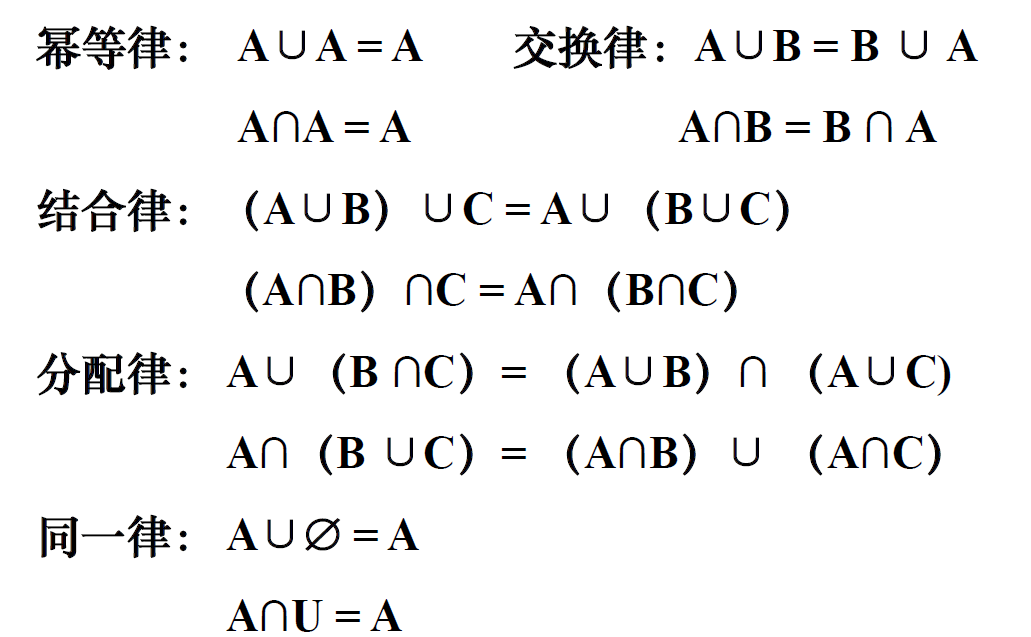 幂等律： A∪A = A 交换律：A∪B = B ∪ A
A∩A = A A∩B = B ∩ A
结合律：（A∪B）∪C = A∪（B∪C）
（A∩B）∩C = A∩（B∩C）
分配律： A∪（B ∩C）= （A∪B）∩ （A∪C)
A∩（B ∪C）= （A∩B）∪ （A∩C）
同一律： A∪∅ = A
A∩U = A